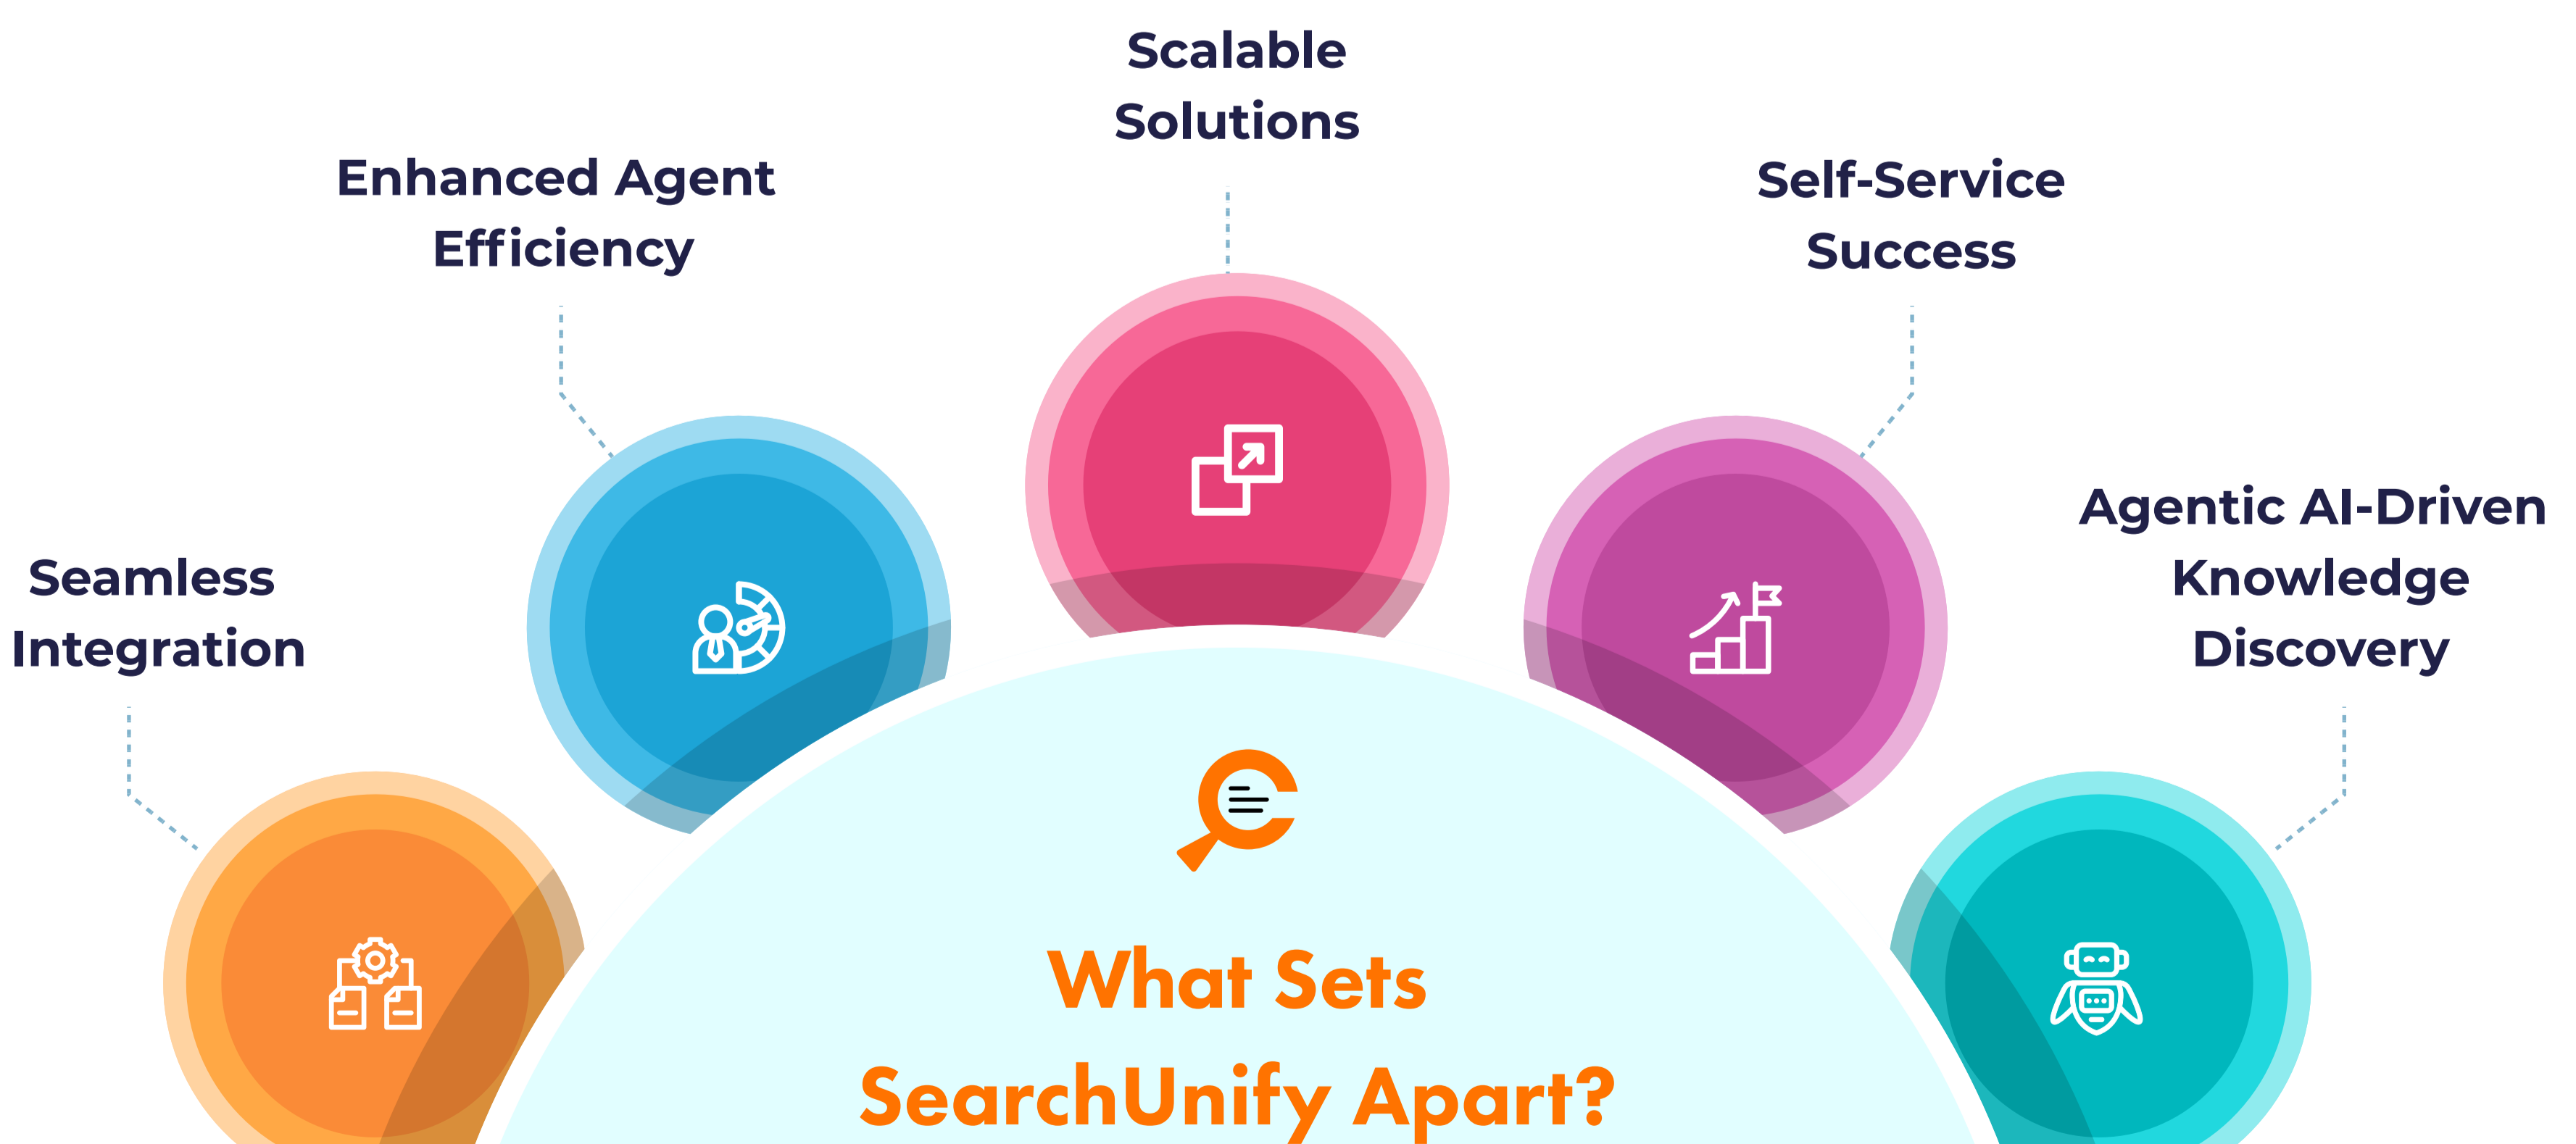 Seamless
Integration
Enhanced Agent
Efficiency
Scalable
Solutions
Self-Service
Success
Agentic AI-Driven
Knowledge
Discovery
What Sets
SearchUnify Apart?